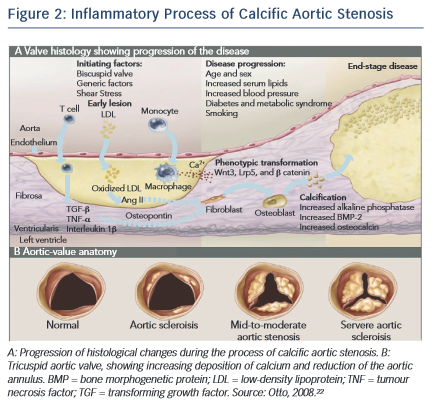 Figure 2: Inflammatory Process of Calcific Aortic Stenosis
A Valve histology showing progression of the disease
Initiating factors:
Biscuspid valve
Generic factors
Shear Stress
Disease progression:
Age and sex
Increased serum lipids
Increased blood pressure
Diabetes and metabolic syndrome
Smoking
End-stage disease
T cell
Early lesion
LDL
Monocyte
Aorta
Endothelium
Ca²⁺
Phenotypic transformation
Wnt3, Lrp5, and β catenin
Fibrosa
Oxidized LDL
Macrophage
Ang II
TGF-β
TNF-α
Interleukin 1β
Osteopontin
Fibroblast
Osteoblast
Calcification
Increased alkaline phosphatase
Increased BMP-2
Increased osteocalcin
Ventricularis
Left ventricle
B Aortic-value anatomy
Normal
Aortic scleroisis
Mid-to-moderate
aortic stenosis
Servere aortic
stenosis
A: Progression of histological changes during the process of calcific aortic stenosis. B:
Tricuspid aortic valve, showing increasing deposition of calcium and reduction of the aortic
annulus. BMP = bone morphogenetic protein; LDL = low-density lipoprotein; TNF = tumour
necrosis factor; TGF = transforming growth factor. Source: Otto, 2008.²²